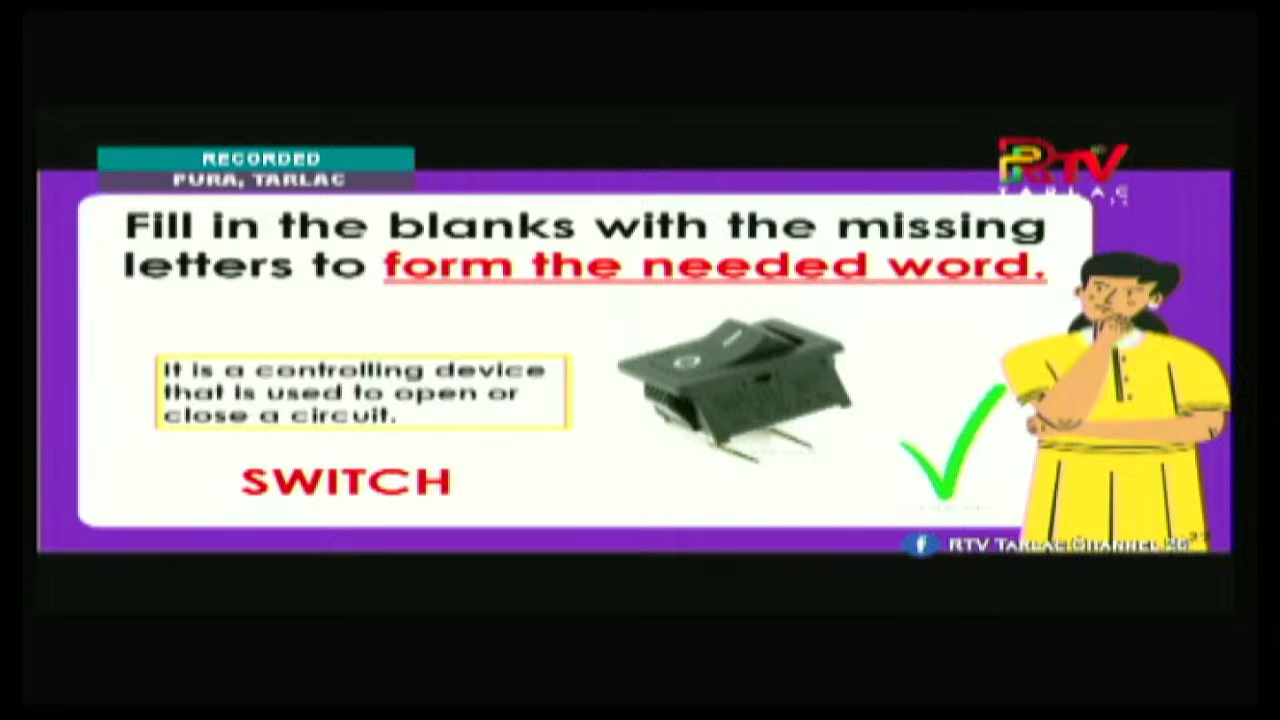 RECORDED
PURA, TARLAC
RTV
TARLAC
Fill in the blanks with the missing
letters to form the needed word.
It is a controlling device
that is used to open or
close a circuit.
SWITCH
RTV TARLAC CHANNEL 26